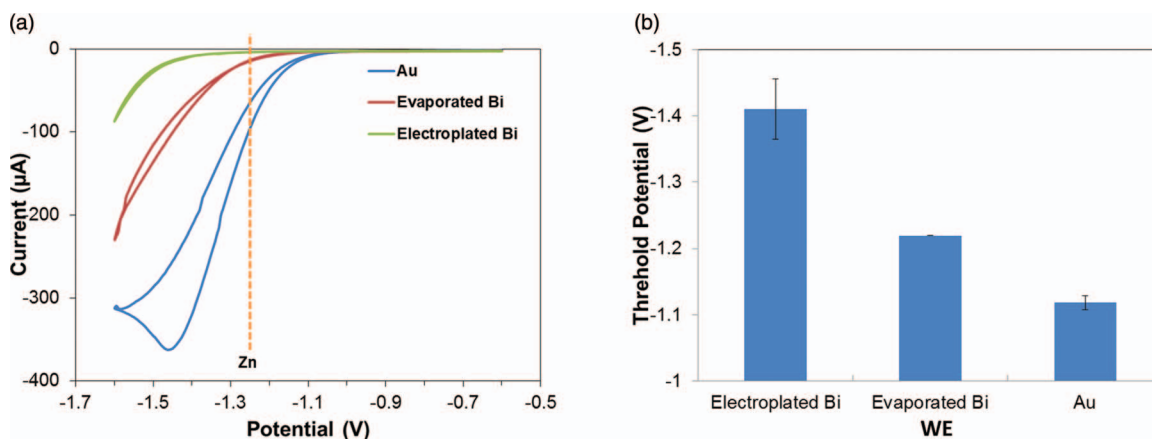 (a)
0
-100
-200
-300
-400
Current (µA)
Au
Evaporated Bi
Electroplated Bi
Zn
-1.7 -1.5 -1.3 -1.1 -0.9 -0.7 -0.5
Potential (V)
(b)
-1.5
-1.4
-1.3
-1.2
-1.1
-1
Threhold Potential (V)
Electroplated Bi Evaporated Bi Au
WE